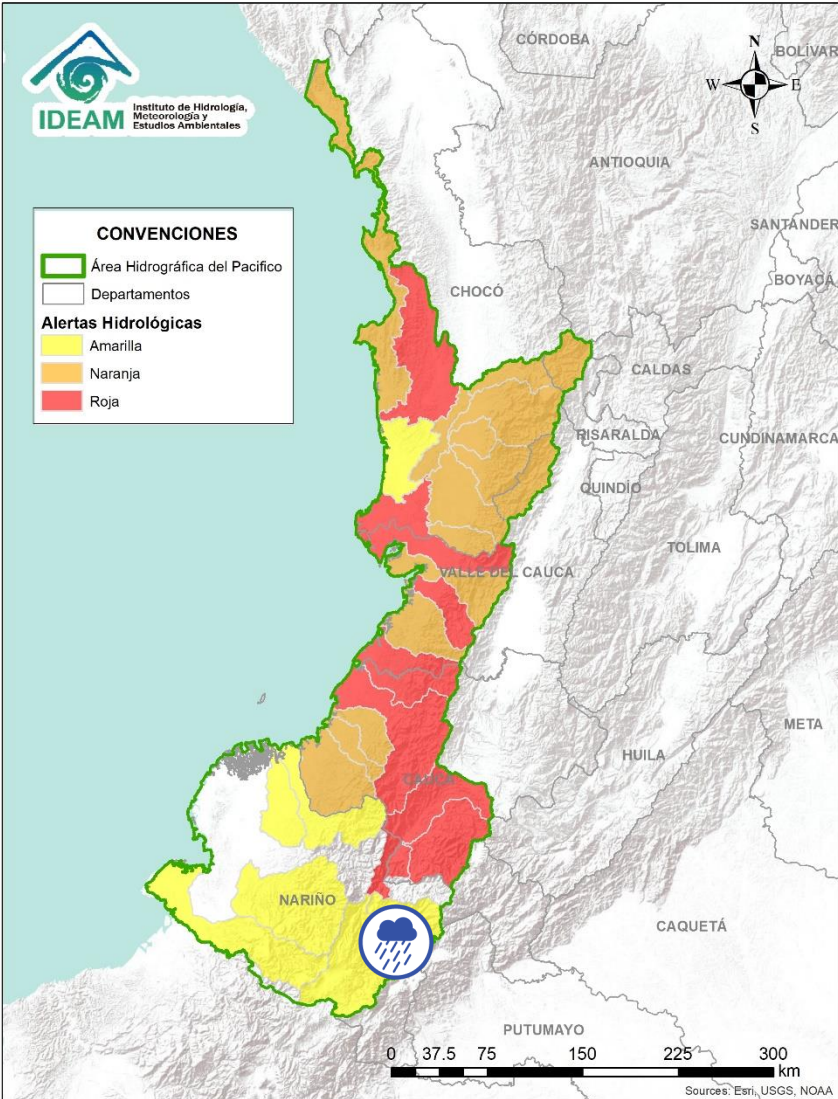 IDEAM
Instituto de Hidrología,
Meteorología y
Estudios Ambientales
N
W
E
S
CONVENCIONES
Área Hidrográfica del Pacifico
Departamentos
Alertas Hidrológicas
Amarilla
Naranja
Roja
CÓRDOBA
BOLÍVAR
ANTIOQUIA
SANTANDER
BOYACÁ
CHOCÓ
CALDAS
RISARALDA
CUNDINAMARCA
QUINDÍO
TOLIMA
VALLE DEL CAUCA
META
HUILA
CAUCA
NARIÑO
CAQUETÁ
PUTUMAYO
0 37.5 75 150 225 300
km
Sources: Esri, USGS, NOAA